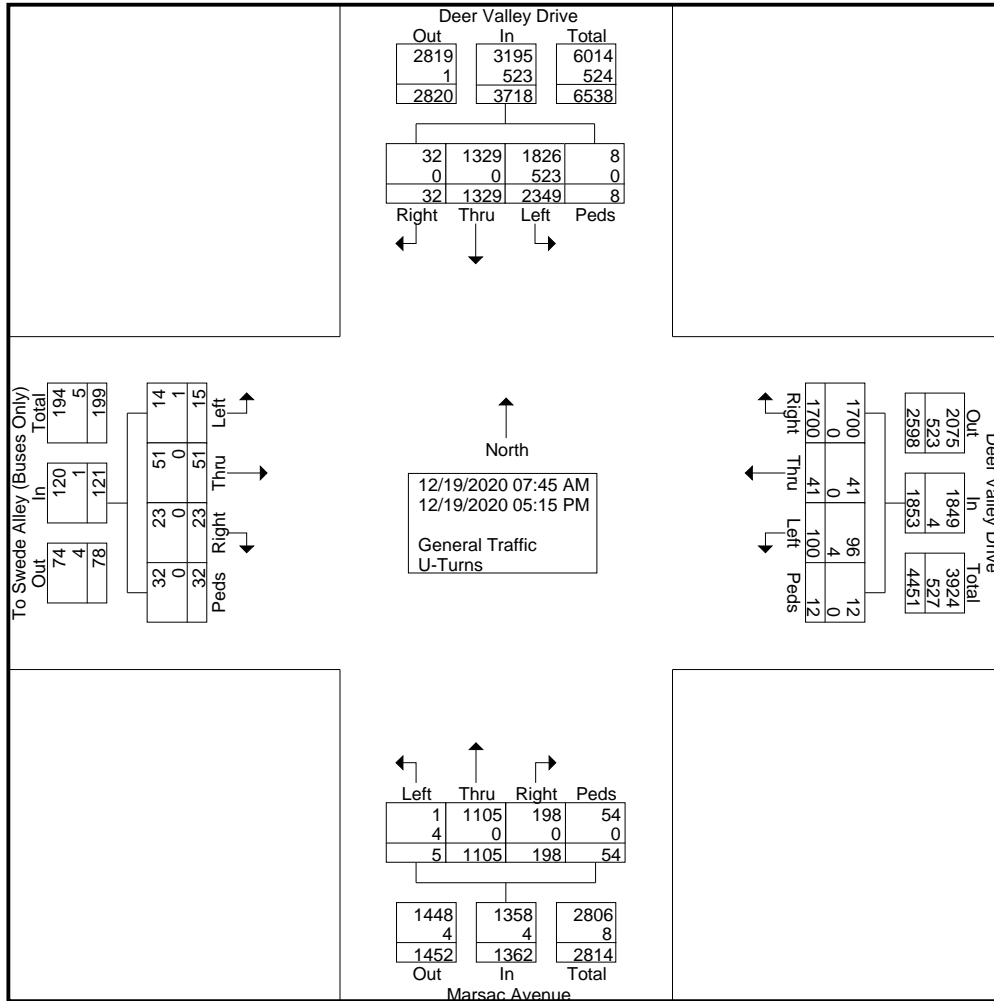 Deer Valley Drive
Out In Total
2819 3195 6014
1 523 524
2820 3718 6538
32 1329 1826 8
0 0 523 0
32 1329 2349 8
Right Thru Left Peds
To Swede Alley (Buses Only)
Total In Out
194 120 74
5 1 4
199 121 78
14 51 23 32
1 0 0 0
15 51 23 32
Left Thru Right Peds
North
12/19/2020 07:45 AM
12/19/2020 05:15 PM
General Traffic
U-Turns
Right Thru Left Peds
1700 41 100 12
0 0 4 0
1700 41 96 12
Out In Total
2075 1849 3924
523 4 527
2598 1853 4451
Deer Valley Drive
Left Thru Right Peds
1 1105 198 54
4 0 0 0
5 1105 198 54
1448 1358 2806
4 4 8
1452 1362 2814
Out In Total
Marsac Avenue